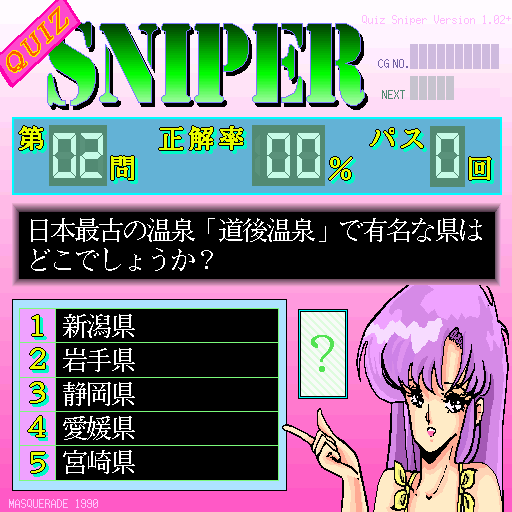 QUIZ
SNIPER
Quiz Sniper Version 1.02+
CG NO.
NEXT
第02問 正解率 00% パス0回
日本最古の温泉「道後温泉」で有名な県は
どこでしょうか？
1 新潟県
2 岩手県
3 静岡県
4 愛媛県
5 宮崎県
?
MASQUERADE 1990